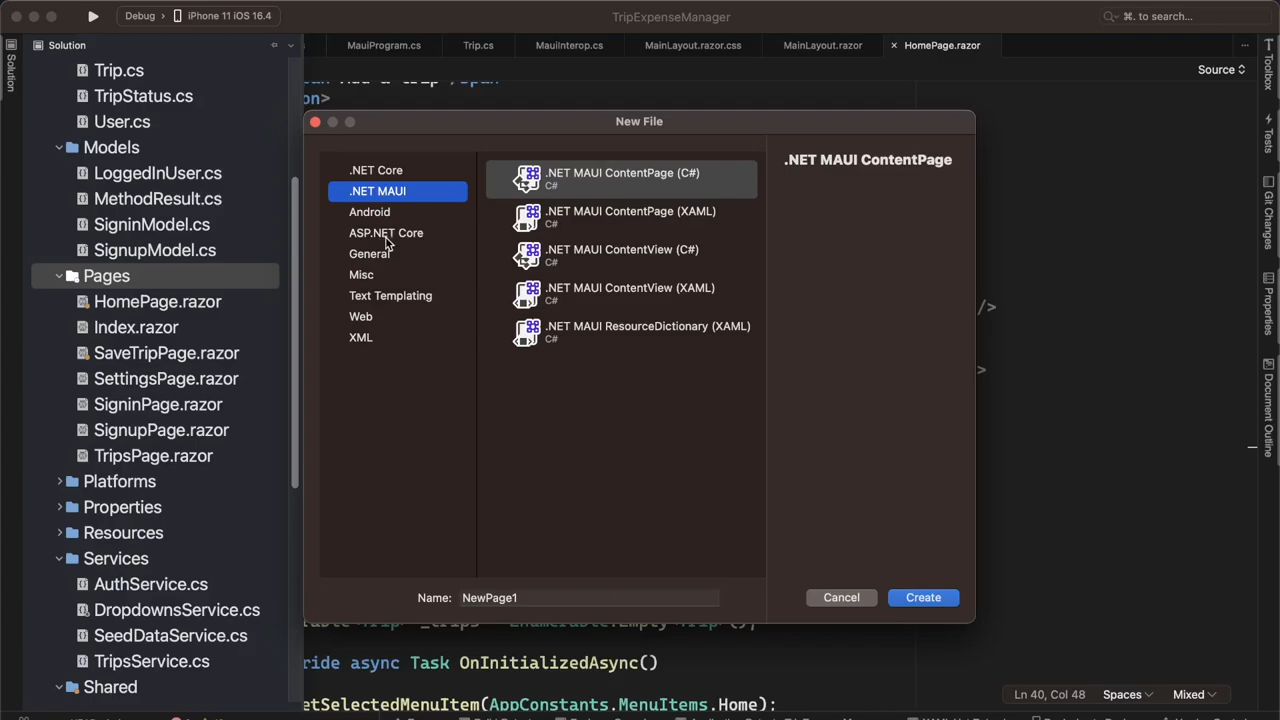 Debug > iPhone 11 iOS 16.4
TripExpenseManager
⌘. to search...
Solution
Solution
MauiProgram.cs
Trip.cs
MauiInterop.cs
MainLayout.razor.css
MainLayout.razor
HomePage.razor
Source
Trip.cs
TripStatus.cs
User.cs
Models
LoggedInUser.cs
MethodResult.cs
SigninModel.cs
SignupModel.cs
Pages
HomePage.razor
Index.razor
SaveTripPage.razor
SettingsPage.razor
SigninPage.razor
SignupPage.razor
TripsPage.razor
Platforms
Properties
Resources
Services
AuthService.cs
DropdownsService.cs
SeedDataService.cs
TripsService.cs
Shared
on>
New File
.NET Core
.NET MAUI
Android
ASP.NET Core
General
Misc
Text Templating
Web
XML
.NET MAUI ContentPage (C#)
C#
.NET MAUI ContentPage (XAML)
C#
.NET MAUI ContentView (C#)
C#
.NET MAUI ContentView (XAML)
C#
.NET MAUI ResourceDictionary (XAML)
C#
.NET MAUI ContentPage
Name: NewPage1
Cancel
Create
/>
>
ride async Task OnInitializedAsync()
etSelectedMenuItem(AppConstants.MenuItems.Home);
Ln 40, Col 48
Spaces
Mixed
Toolbox
Tests
Git Changes
Properties
Document Outline